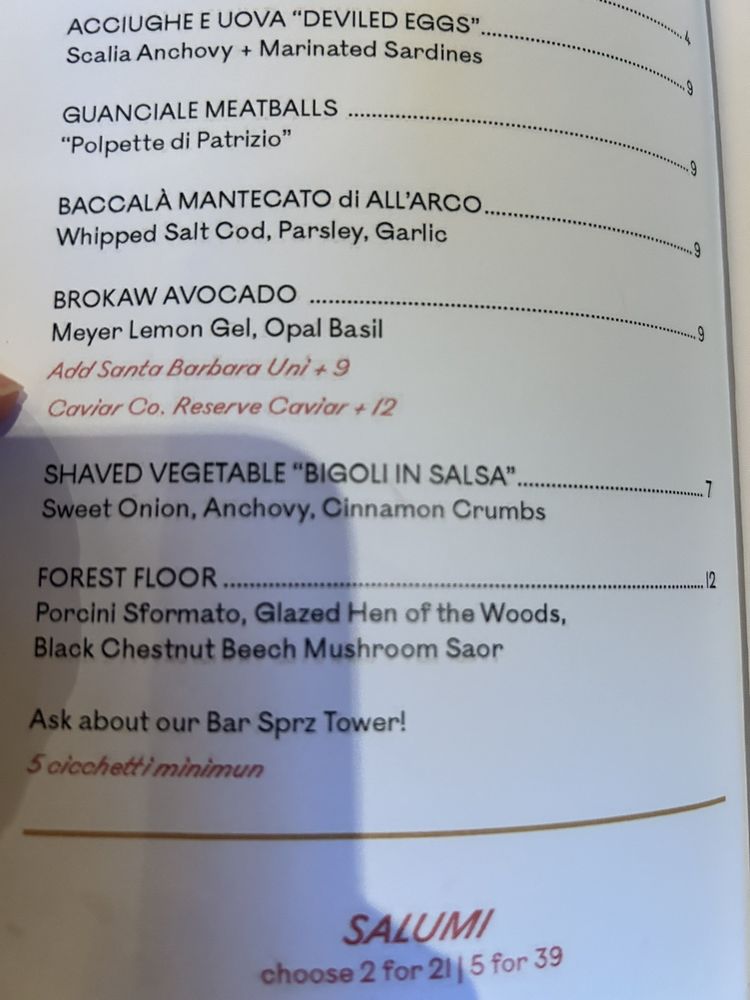 4
ACCIUGHE E UOVA “DEVILED EGGS”........................9
Scalia Anchovy + Marinated Sardines
GUANCIALE MEATBALLS ........................9
“Polpette di Patrizio”
BACCALÀ MANTECATO di ALL’ARCO........................9
Whipped Salt Cod, Parsley, Garlic
BROKAW AVOCADO ........................9
Meyer Lemon Gel, Opal Basil
Add Santa Barbara Uni + 9
Caviar Co. Reserve Caviar + 12
SHAVED VEGETABLE “BIGOLI IN SALSA”........................7
Sweet Onion, Anchovy, Cinnamon Crumbs
FOREST FLOOR ........................12
Porcini Sformato, Glazed Hen of the Woods,
Black Chestnut Beech Mushroom Saor
Ask about our Bar Sprz Tower!
5 cicchetti minimun
SALUMI
choose 2 for 21 | 5 for 39